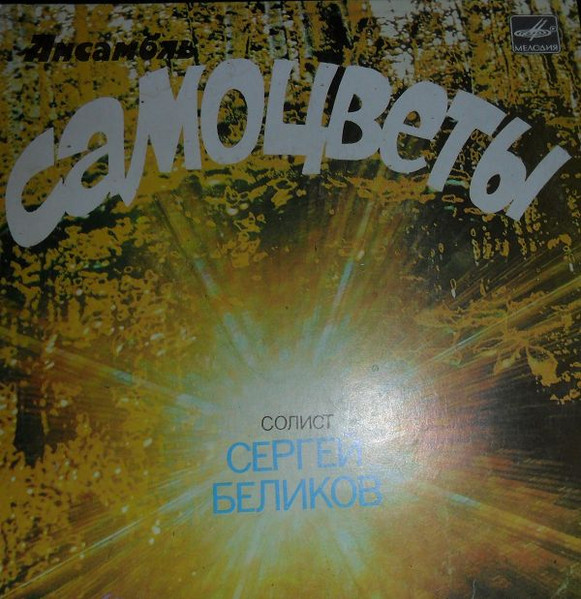 МЕЛОДИЯ
Ансамбль
самоцветы
СОЛИСТ
СЕРГЕЙ
БЕЛИКОВ